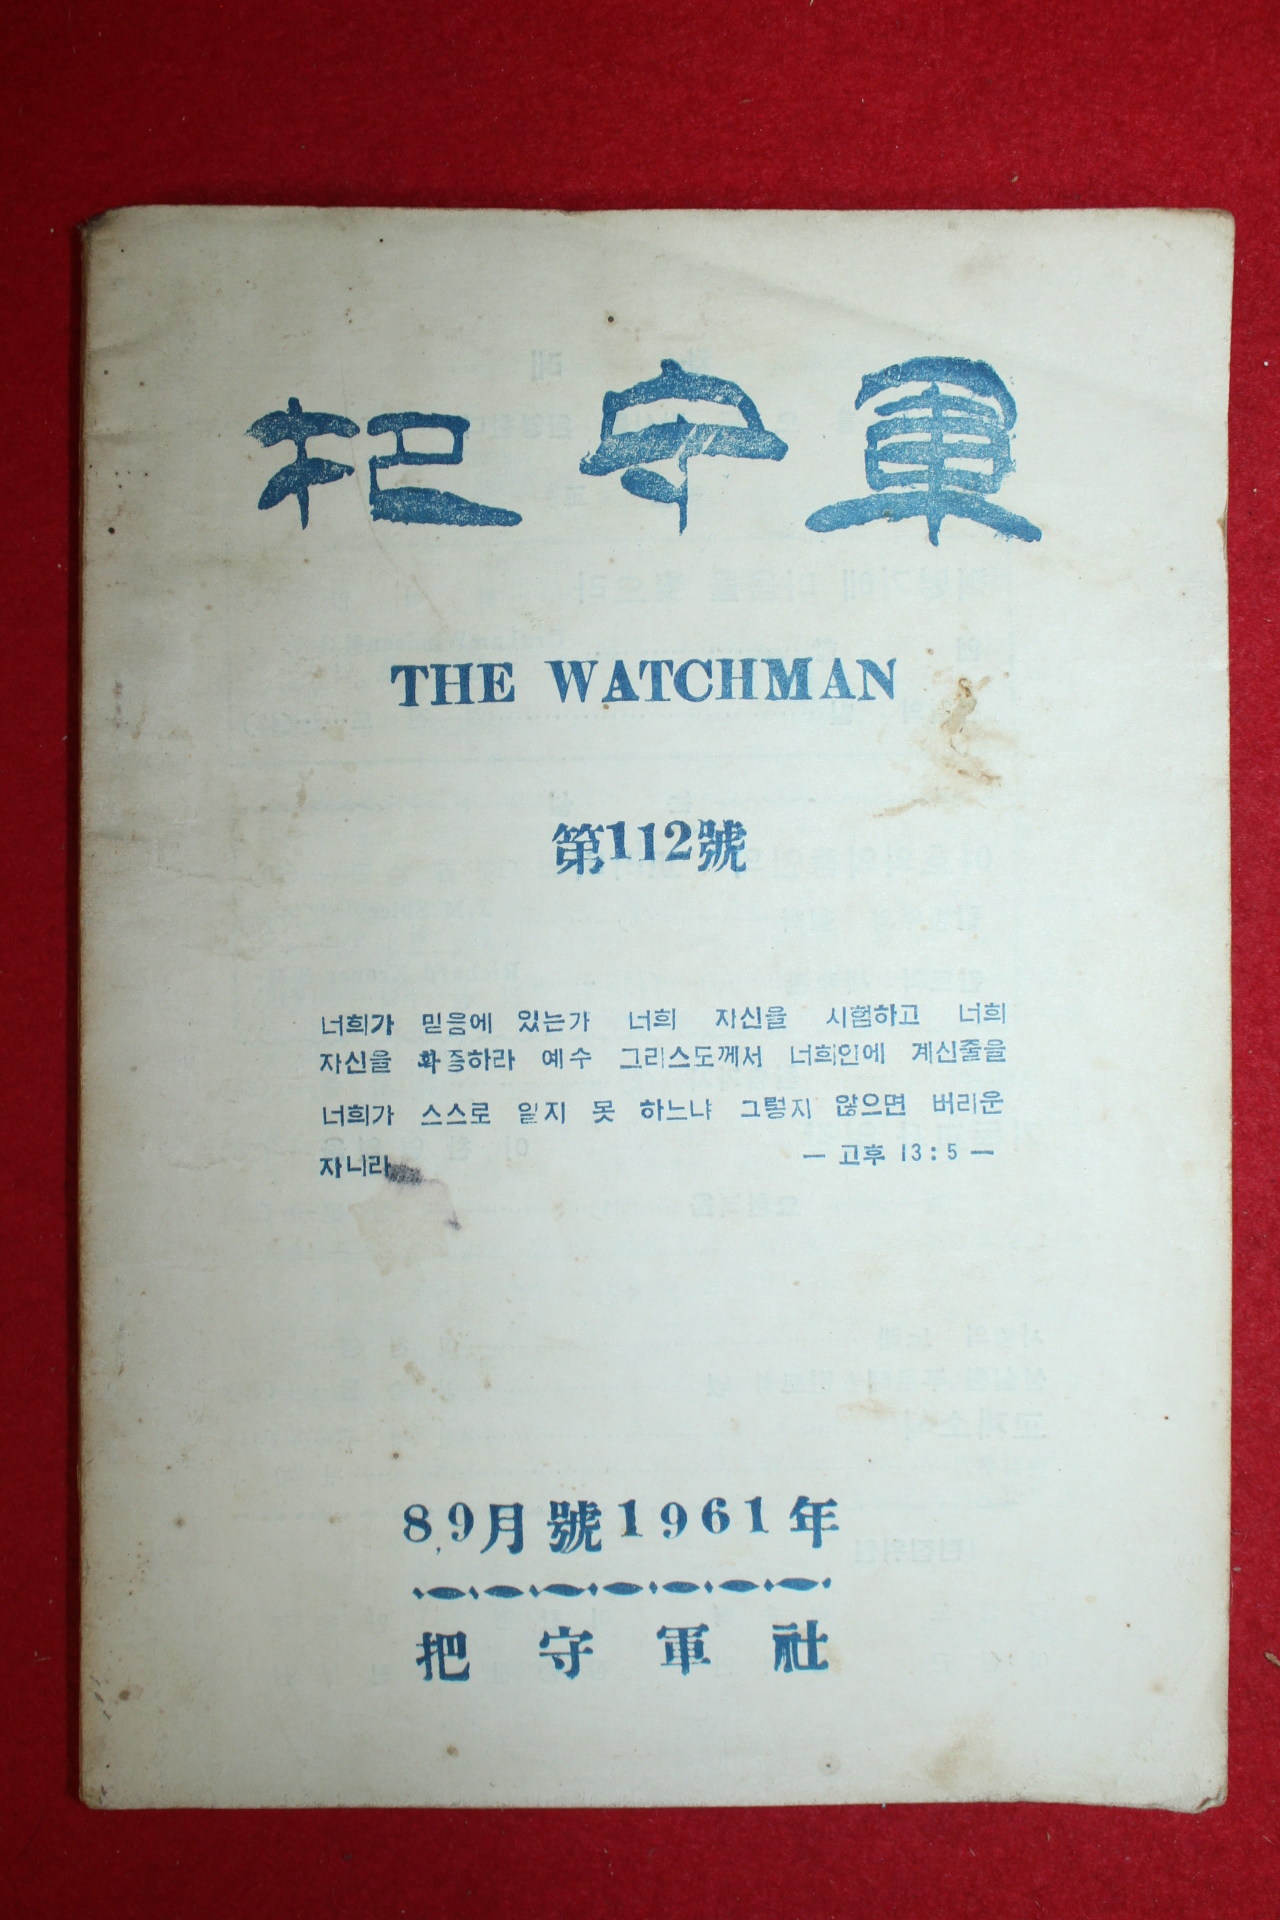 把守軍
THE WATCHMAN
第112號
너희가 믿음에 있는가 너희 자신을 시험하고 너희
자신을 확증하라 예수 그리스도께서 너희안에 계신줄을
너희가 스스로 알지 못 하느냐 그렇지 않으면 버리운
자니라 — 고후 13:5 —
8,9月號1961年
把守軍社